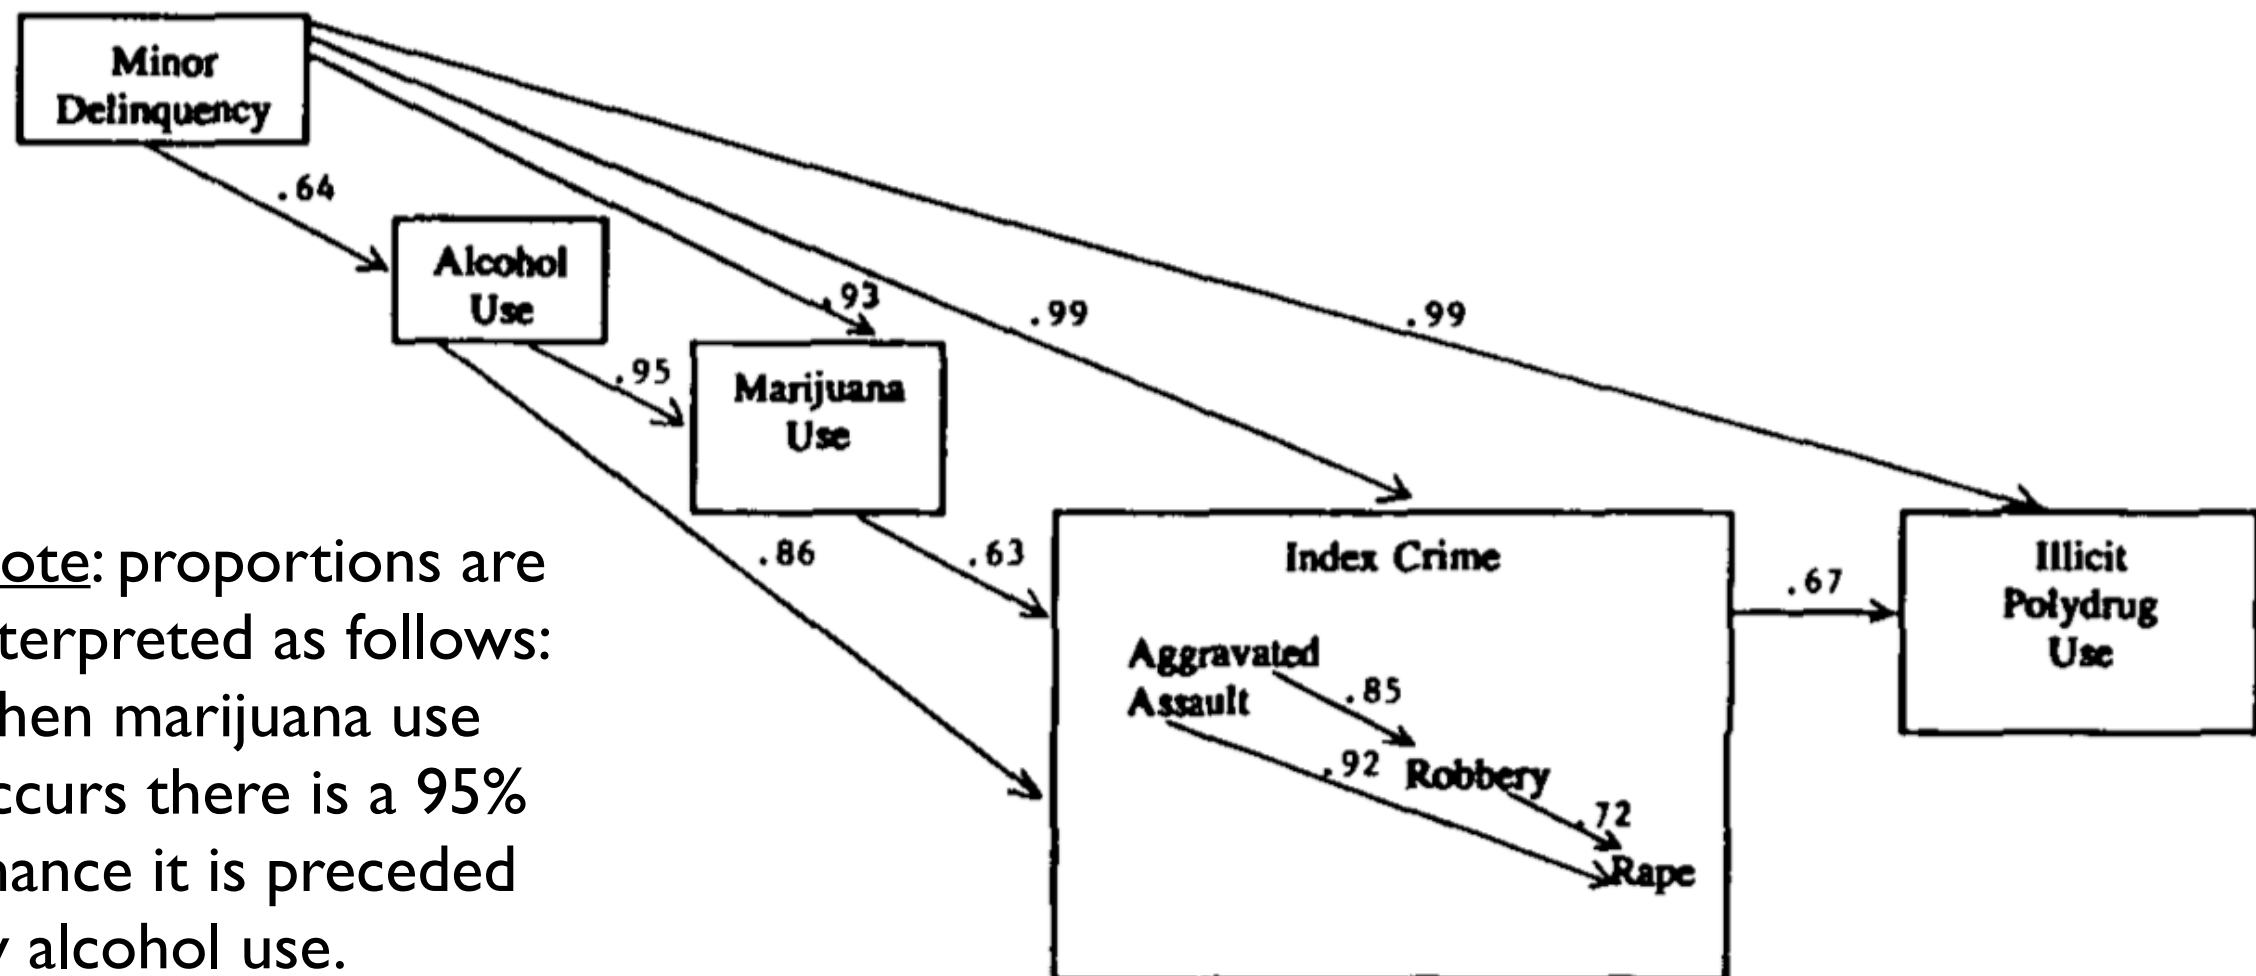 Minor
Delinquency
.64
Alcohol
Use
.93
.99
.99
.95
Marijuana
Use
.86
.63
Index Crime
.67
Illicit
Polydrug
Use
Aggravated
Assault
.85
.92
Robbery
.72
Rape
ote: proportions are
terpreted as follows:
hen marijuana use
ccurs there is a 95%
ance it is preceded
alcohol use.